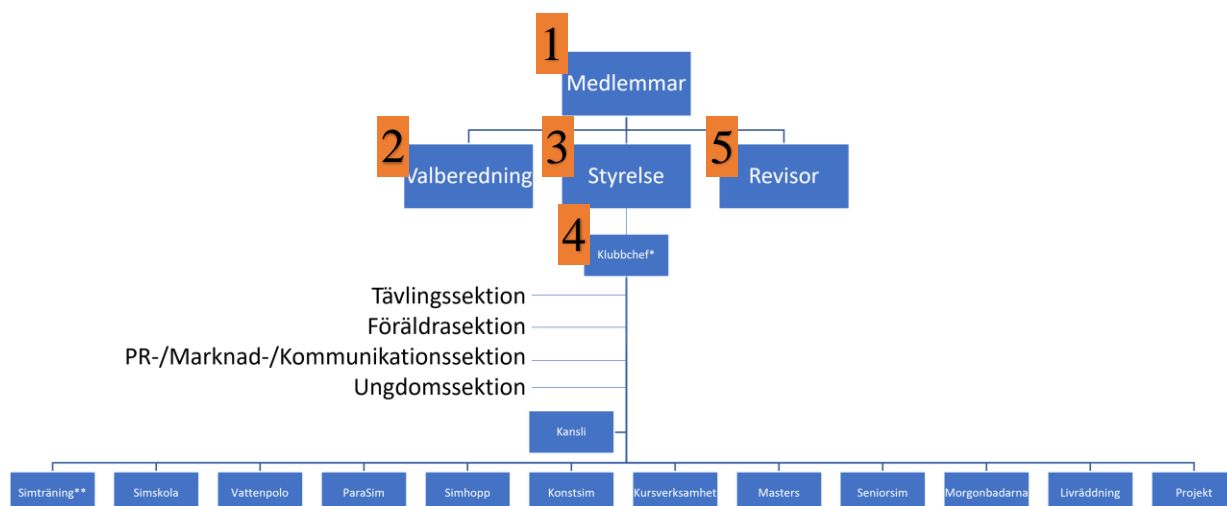 1
Medlemmar
2
Valberedning
3
Styrelse
5
Revisor
4
Klubbchef*
Tävlingssektion
Föräldrasektion
PR-/Marknad-/Kommunikationssektion
Ungdomssektion
Kansli
Simträning**
Simskola
Vattenpolo
ParaSim
Simhopp
Konstsim
Kursverksamhet
Masters
Seniorsim
Morgonbadarna
Livräddning
Projekt